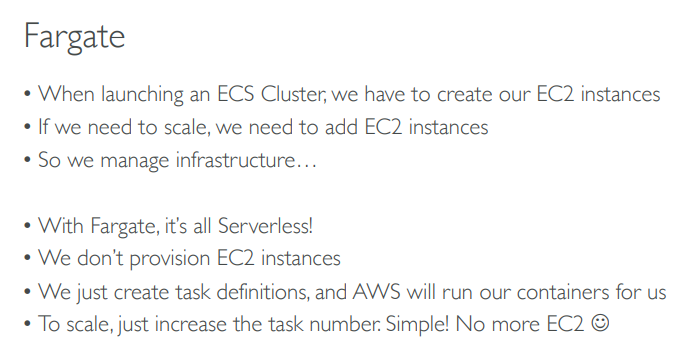 Fargate
• When launching an ECS Cluster, we have to create our EC2 instances
• If we need to scale, we need to add EC2 instances
• So we manage infrastructure…
• With Fargate, it’s all Serverless!
• We don’t provision EC2 instances
• We just create task definitions, and AWS will run our containers for us
• To scale, just increase the task number. Simple! No more EC2 ☺